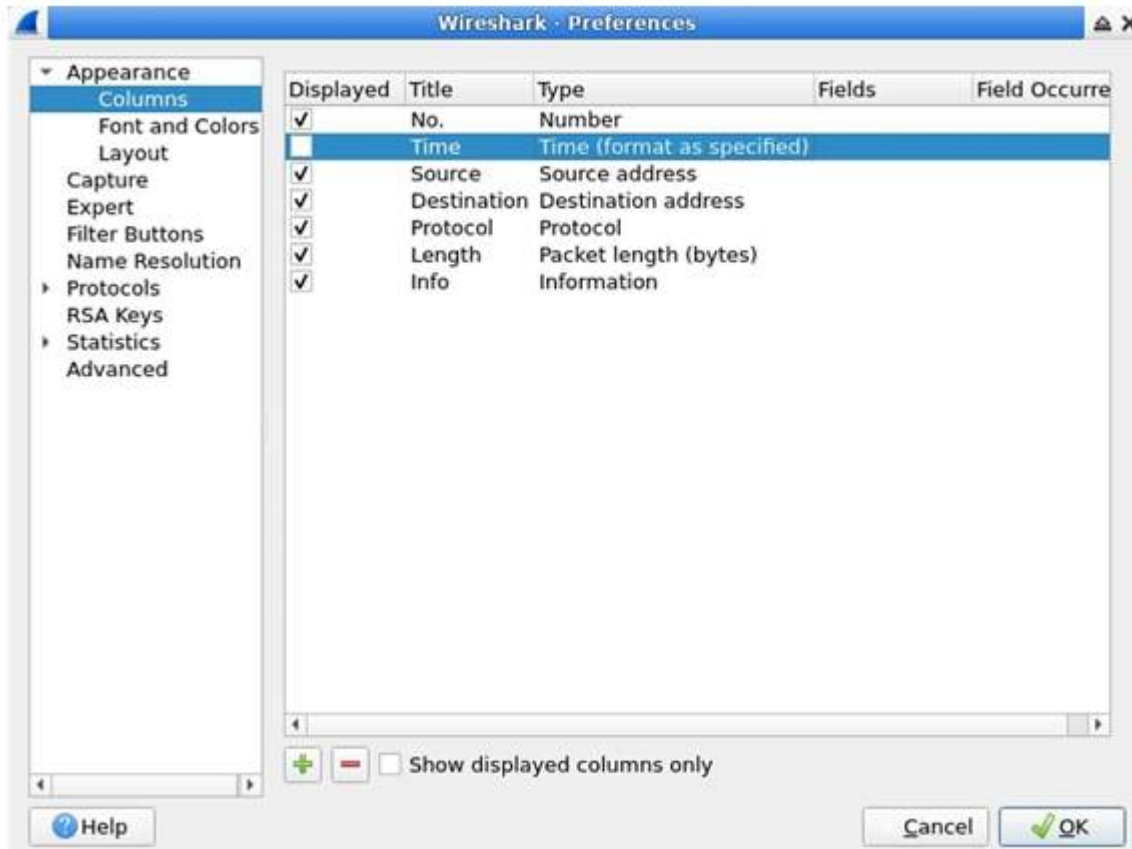 Wireshark · Preferences
Appearance
Columns
Font and Colors
Layout
Capture
Expert
Filter Buttons
Name Resolution
Protocols
RSA Keys
Statistics
Advanced
Displayed Title Type Fields Field Occurre
No. Number
Time Time (format as specified)
Source Source address
Destination Destination address
Protocol Protocol
Length Packet length (bytes)
Info Information
Show displayed columns only
Help
Cancel
OK